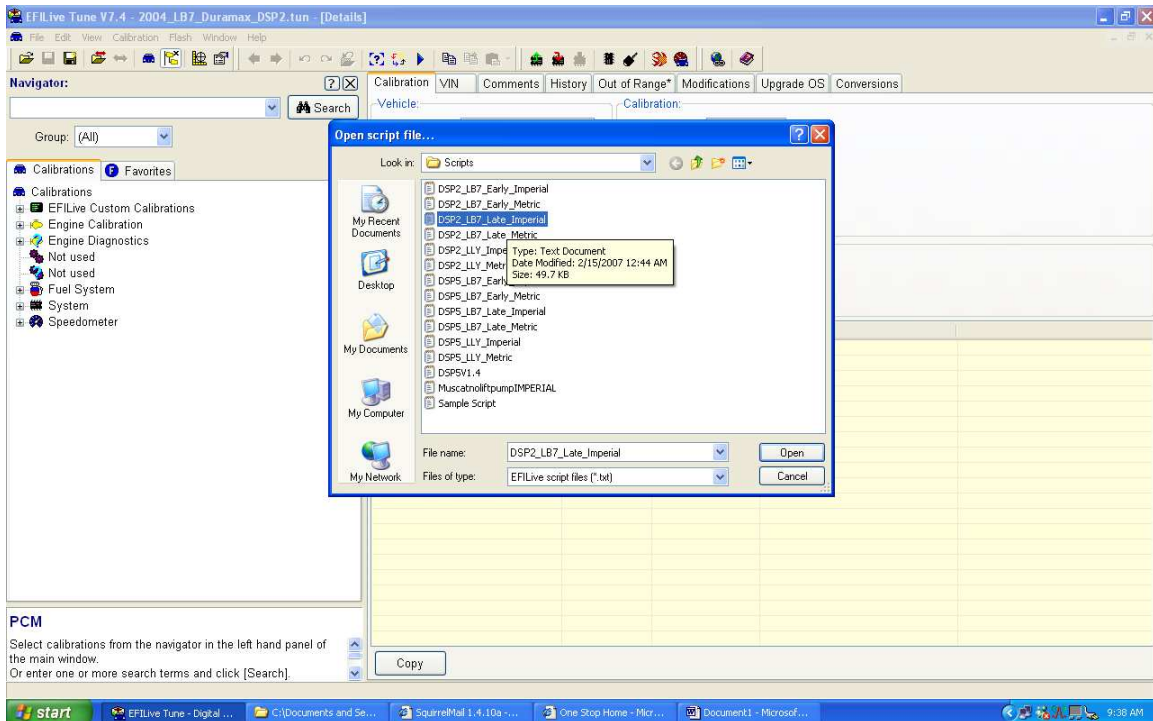 EFILive Tune V7.4 - 2004_LB7_Duramax_DSP2.tun - [Details]
File Edit View Calibration Flash Window Help
Navigator:
Search
Group: (All)
Calibrations Favorites
Calibrations
EFILive Custom Calibrations
Engine Calibration
Engine Diagnostics
Not used
Not used
Fuel System
System
Speedometer
PCM
Select calibrations from the navigator in the left hand panel of
the main window.
Or enter one or more search terms and click [Search].
Calibration VIN Comments History Out of Range* Modifications Upgrade OS Conversions
Vehicle: Calibration:
Open script file...
Look in: Scripts
My Recent
Documents
Desktop
My Documents
My Computer
My Network
DSP2_LB7_Early_Imperial
DSP2_LB7_Early_Metric
DSP2_LB7_Late_Imperial
DSP2_LB7_Late_Metric
DSP2_LLY_Impe
DSP2_LLY_Metr
DSP5_LB7_Earl
DSP5_LB7_Early_Metric
DSP5_LB7_Late_Imperial
DSP5_LB7_Late_Metric
DSP5_LLY_Imperial
DSP5_LLY_Metric
DSP5V1.4
MuscatnoliftpumpIMPERIAL
Sample Script
Type: Text Document
Date Modified: 2/15/2007 12:44 AM
Size: 49.7 KB
File name: DSP2_LB7_Late_Imperial Open
Files of type: EFILive script files (*.txt) Cancel
Copy
start EFILive Tune - Digital ... C:\Documents and Se... SquirrelMail 1.4.10a -... One Stop Home - Micr... Document1 - Microsof... 9:38 AM